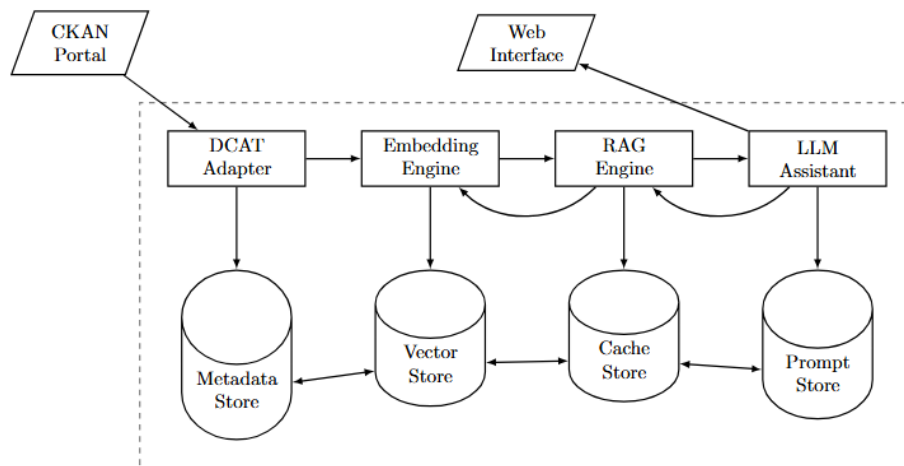 CKAN
Portal
Web
Interface
DCAT
Adapter
Embedding
Engine
RAG
Engine
LLM
Assistant
Metadata
Store
Vector
Store
Cache
Store
Prompt
Store